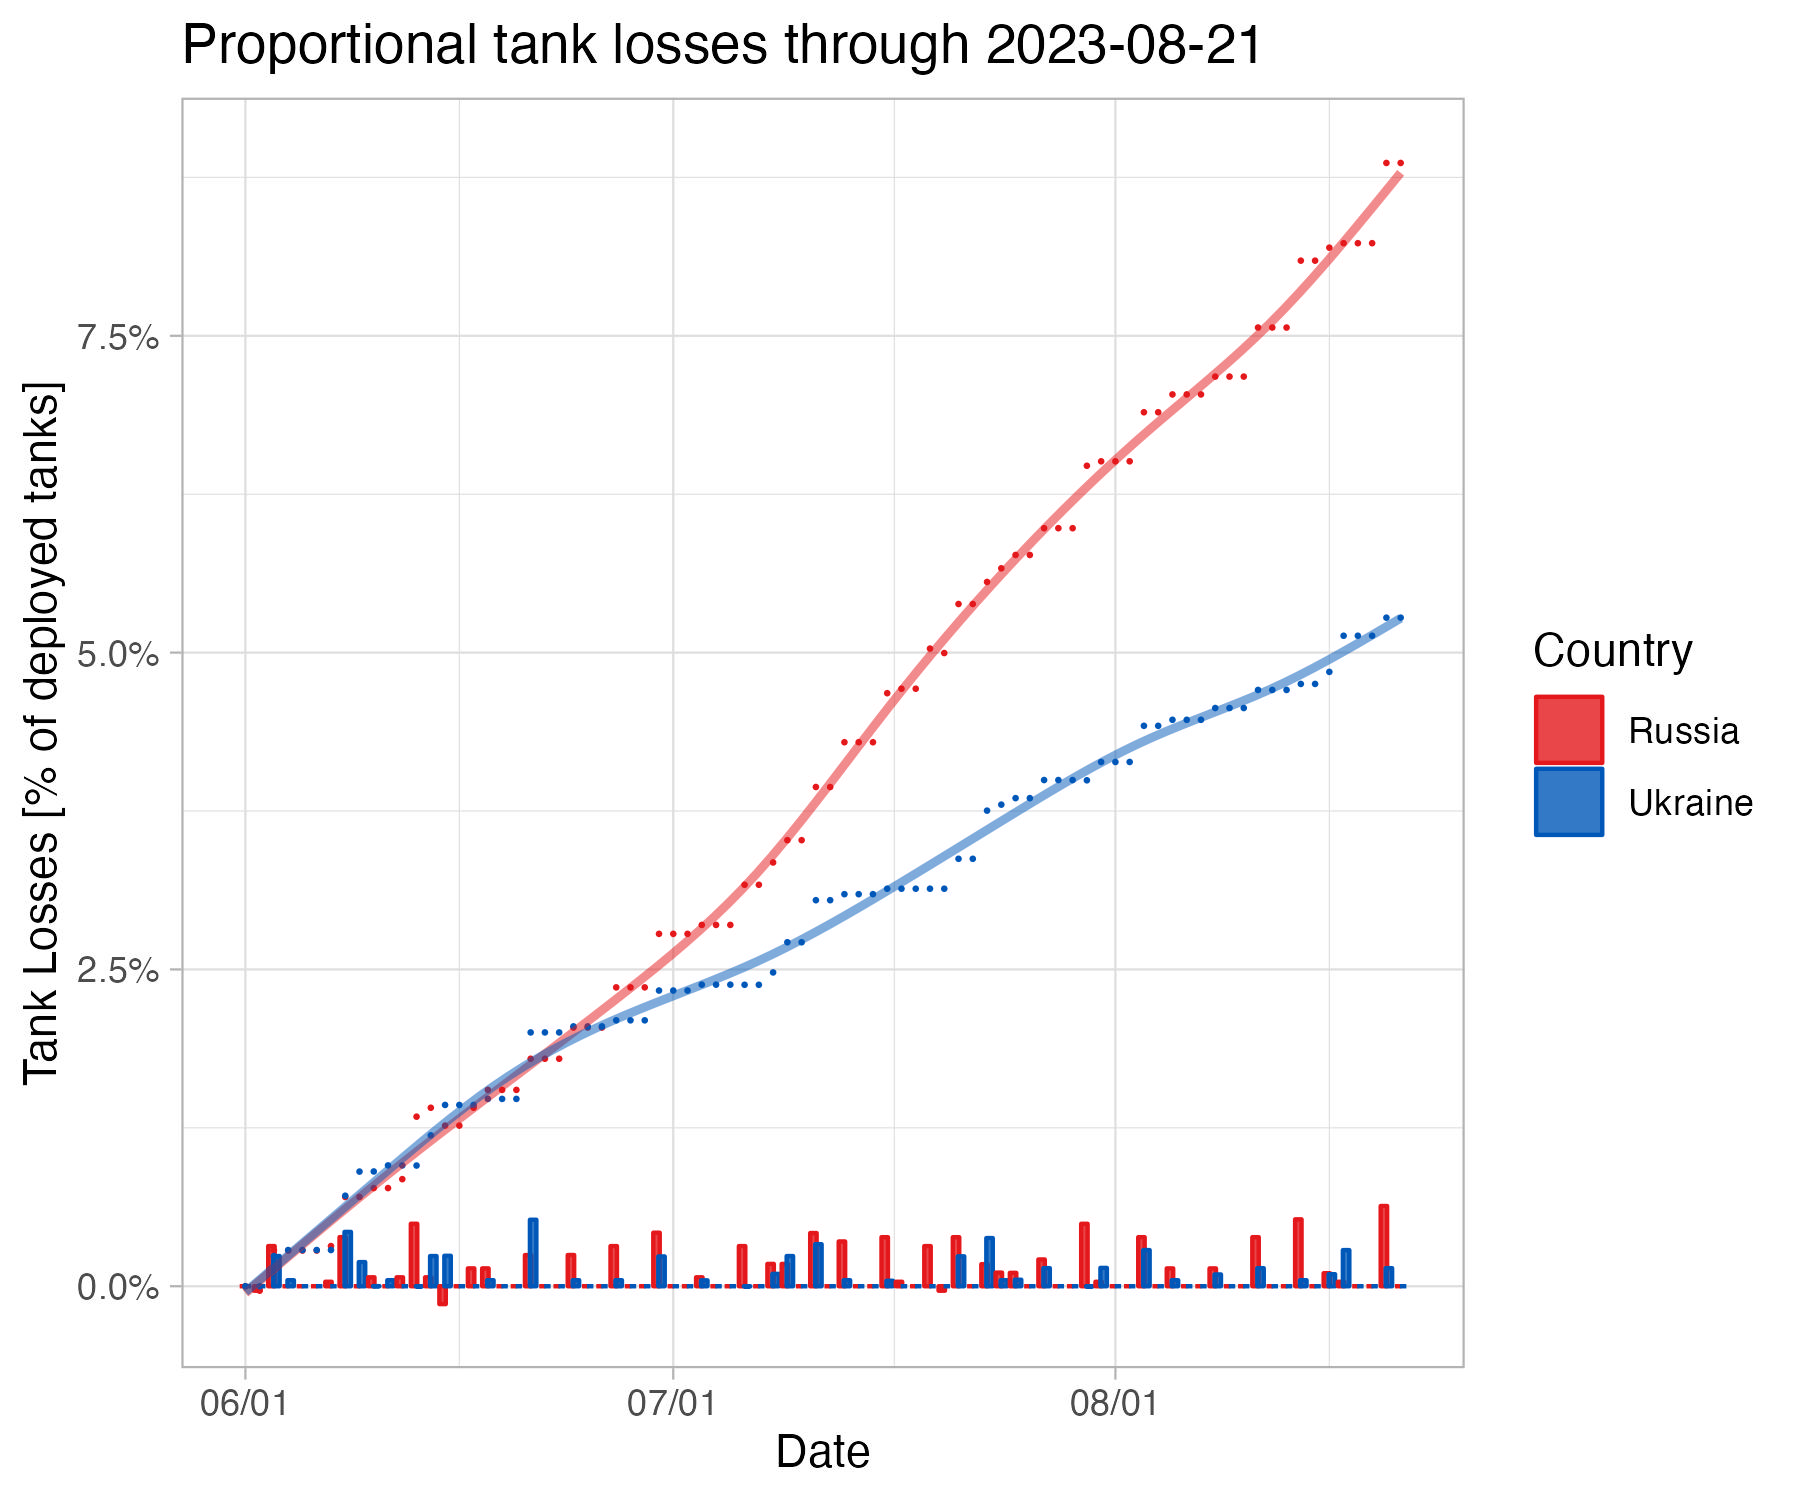 Proportional tank losses through 2023-08-21
Tank Losses [% of deployed tanks]
7.5%
5.0%
2.5%
0.0%
06/01
07/01
08/01
Date
Country
Russia
Ukraine